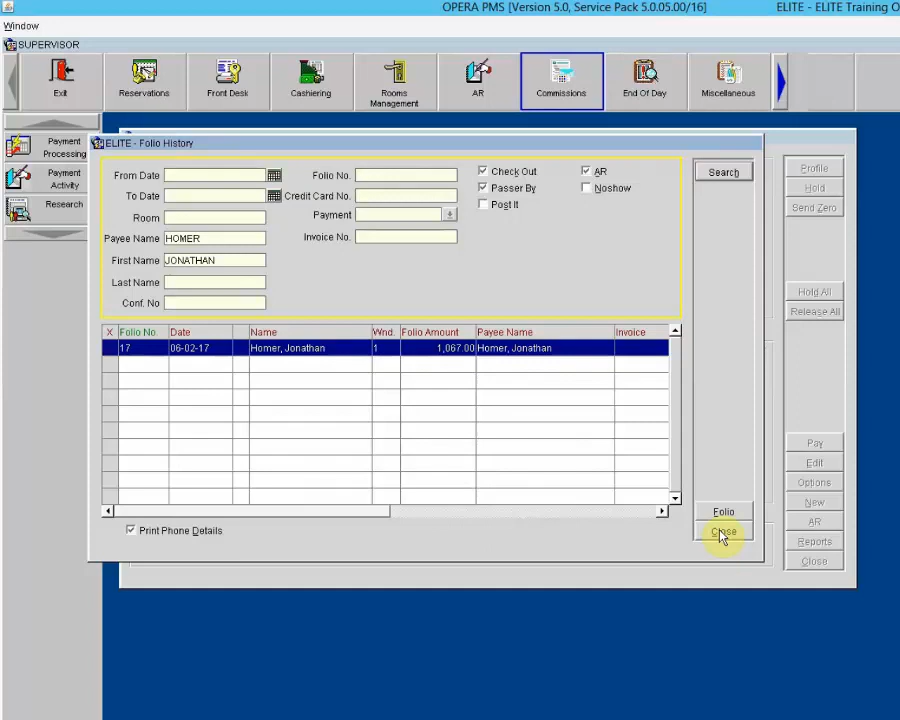 OPERA PMS [Version 5.0, Service Pack 5.0.05.00/16]
ELITE - ELITE Training O
Window
SUPERVISOR
Exit
Reservations
Front Desk
Cashiering
Rooms
Management
AR
Commissions
End Of Day
Miscellaneous
Payment
Processing
Payment
Activity
Research
ELITE - Folio History
From Date
To Date
Room
Payee Name HOMER
First Name JONATHAN
Last Name
Conf. No
Folio No.
Credit Card No.
Payment
Invoice No.
Check Out
Passer By
Post It
AR
Noshow
Search
X Folio No. Date Name Wnd. Folio Amount Payee Name Invoice
17 06-02-17 Homer, Jonathan 1 1,067.00 Homer, Jonathan
Print Phone Details
Folio
Close
Profile
Hold
Send Zero
Hold All
Release All
Pay
Edit
Options
New
AR
Reports
Close